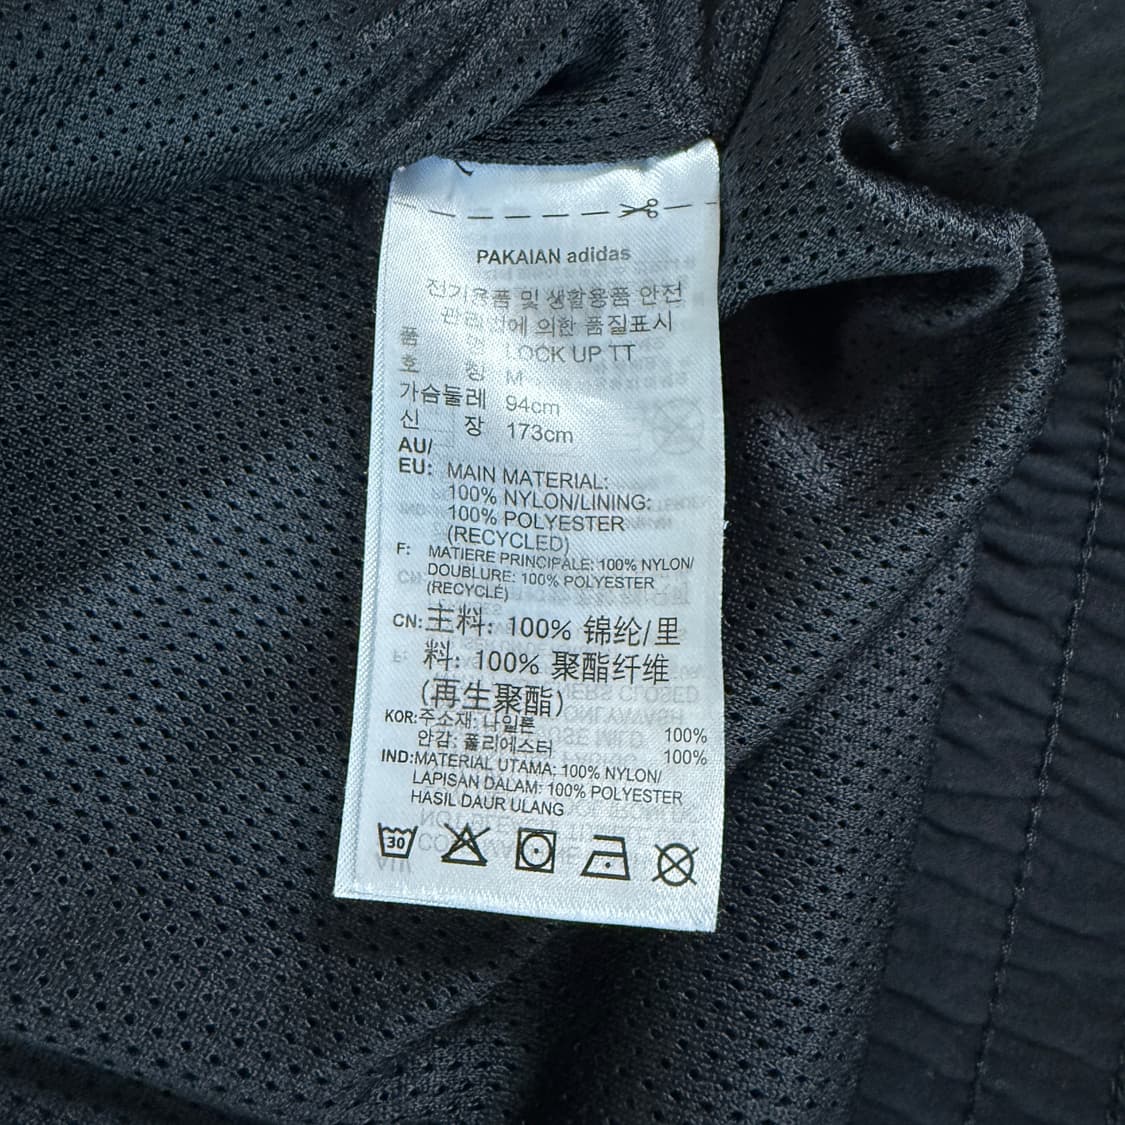 PAKAIAN adidas
전기용품 및 생활용품 안전
관리법에 의한 품질표시
품 명 LOCK UP TT
호 칭 M
가슴둘레 94cm
신 장 173cm
AU/
EU: MAIN MATERIAL:
100% NYLON/LINING:
100% POLYESTER
(RECYCLED)
F: MATIERE PRINCIPALE: 100% NYLON/
DOUBLURE: 100% POLYESTER
(RECYCLÉ)
CN: 主料: 100% 锦纶/里
料: 100% 聚酯纤维
(再生聚酯)
KOR: 주소재: 나일론 100%
안감: 폴리에스터 100%
IND: MATERIAL UTAMA: 100% NYLON/
LAPISAN DALAM: 100% POLYESTER
HASIL DAUR ULANG
30